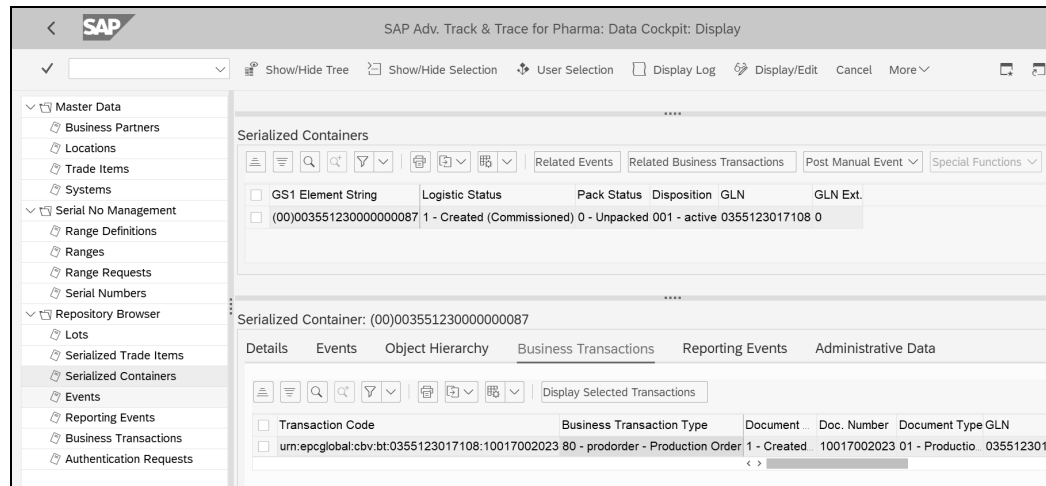 SAP SAP Adv. Track & Trace for Pharma: Data Cockpit: Display
Show/Hide Tree Show/Hide Selection User Selection Display Log Display/Edit Cancel More
Master Data
Business Partners
Locations
Trade Items
Systems
Serial No Management
Range Definitions
Ranges
Range Requests
Serial Numbers
Repository Browser
Lots
Serialized Trade Items
Serialized Containers
Events
Reporting Events
Business Transactions
Authentication Requests
Serialized Containers
Related Events Related Business Transactions Post Manual Event Special Functions
GS1 Element String Logistic Status Pack Status Disposition GLN GLN Ext.
(00)003551230000000087 1 - Created (Commissioned) 0 - Unpacked 001 - active 0355123017108 0
Serialized Container: (00)003551230000000087
Details Events Object Hierarchy Business Transactions Reporting Events Administrative Data
Display Selected Transactions
Transaction Code Business Transaction Type Document ... Doc. Number Document Type GLN
urn:epcglobal:cbv:bt:0355123017108:10017002023 80 - prodorder - Production Order 1 - Created... 10017002023 01 - Productio... 035512301